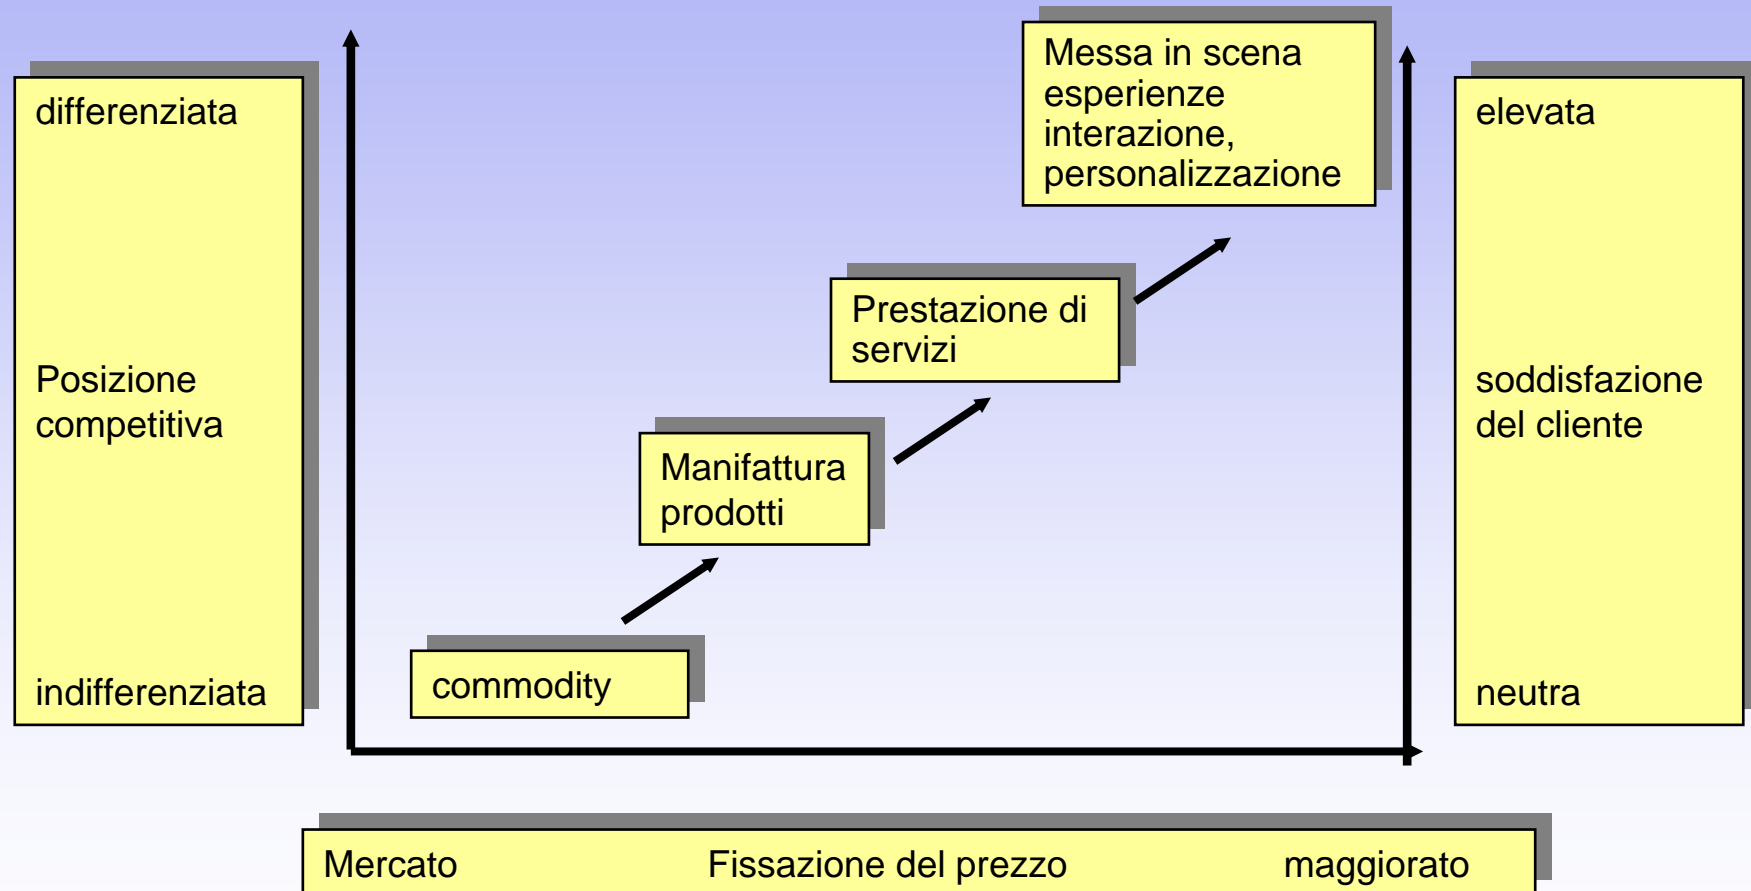 differenziata
Posizione
competitiva
indifferenziata
Messa in scena
esperienze
interazione,
personalizzazione
Prestazione di
servizi
Manifattura
prodotti
commodity
elevata
soddisfazione
del cliente
neutra
Mercato Fissazione del prezzo maggiorato